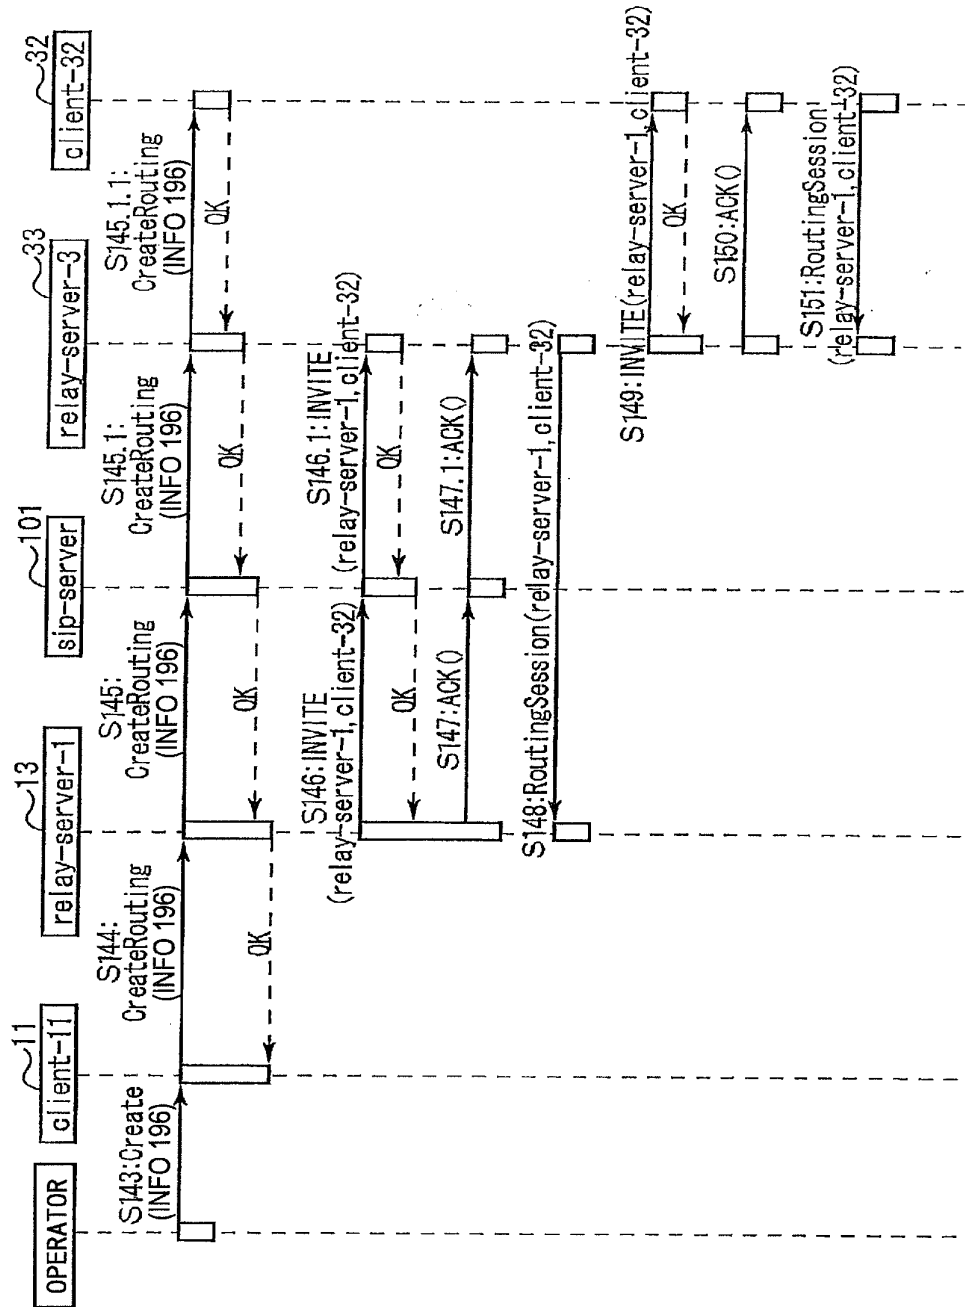 OPERATOR
11
client-11
13
relay-server-1
101
sip-server
33
relay-server-3
32
client-32
S143:Create
(INFO 196)
S144:
CreateRouting
(INFO 196)
OK
S145:
CreateRouting
(INFO 196)
OK
S145.1:
CreateRouting
(INFO 196)
OK
S145.1.1:
CreateRouting
(INFO 196)
OK
S146:INVITE
(relay-server-1,client-32)
OK
S146.1:INVITE
(relay-server-1,client-32)
OK
S147:ACK()
S147.1:ACK()
S148:RoutingSession(relay-server-1,client-32)
S149:INVITE(relay-server-1,client-32)
OK
S150:ACK()
S151:RoutingSession
(relay-server-1,client-32)